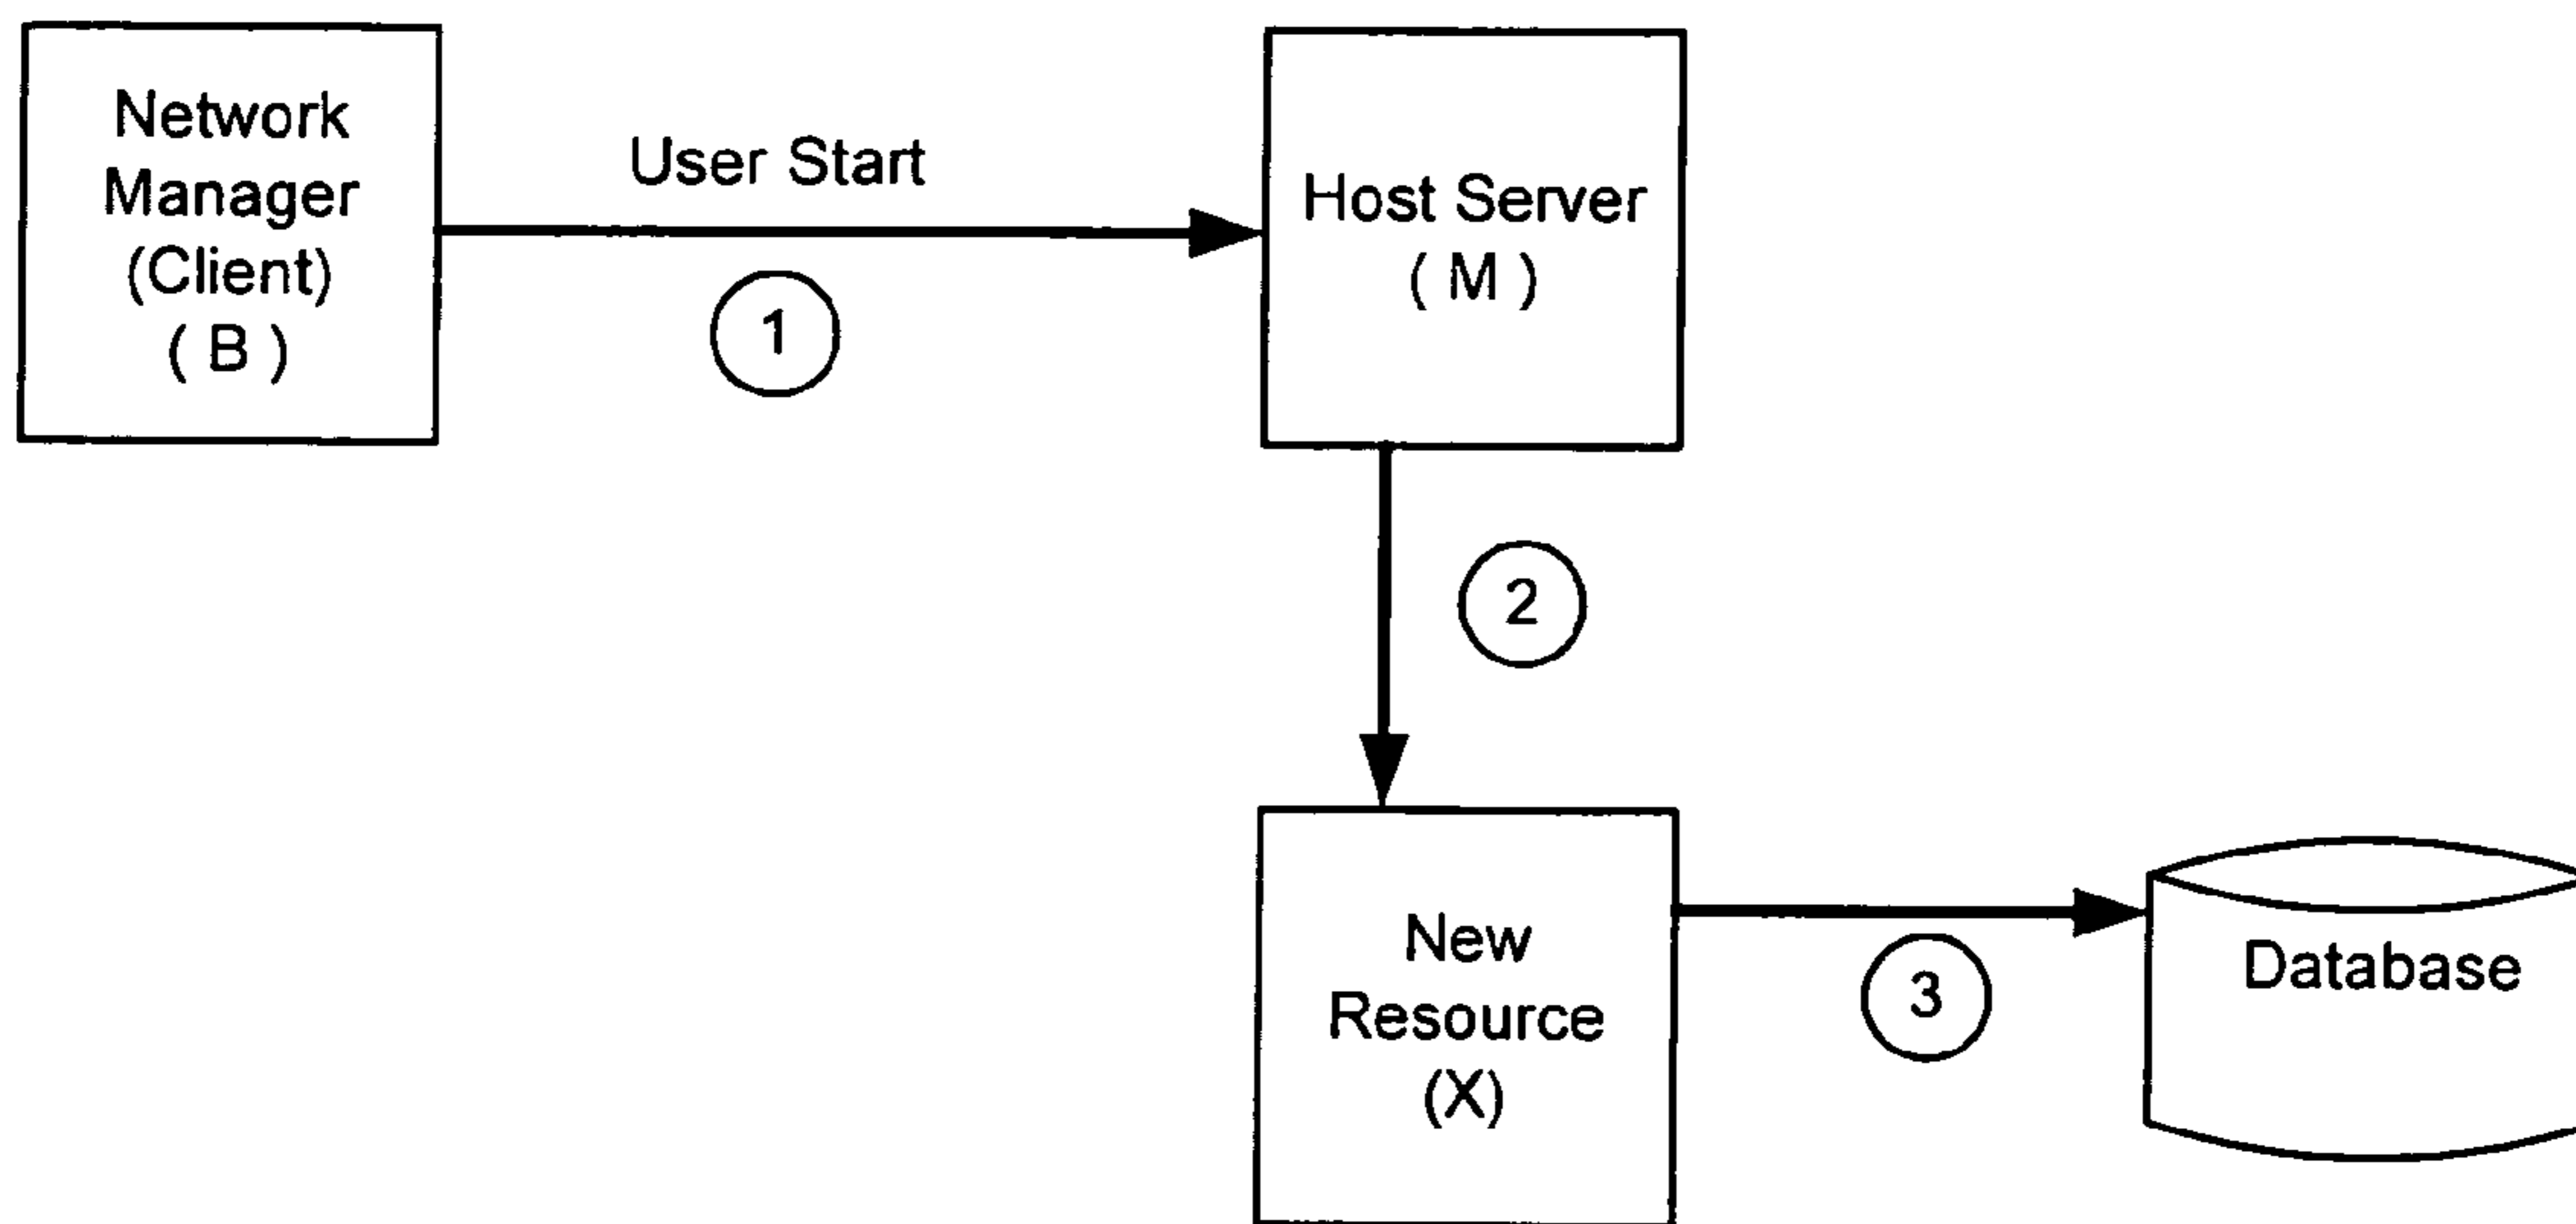 Network
Manager
(Client)
( B )
User Start
1
Host Server
( M )
2
New
Resource
(X)
3
Database